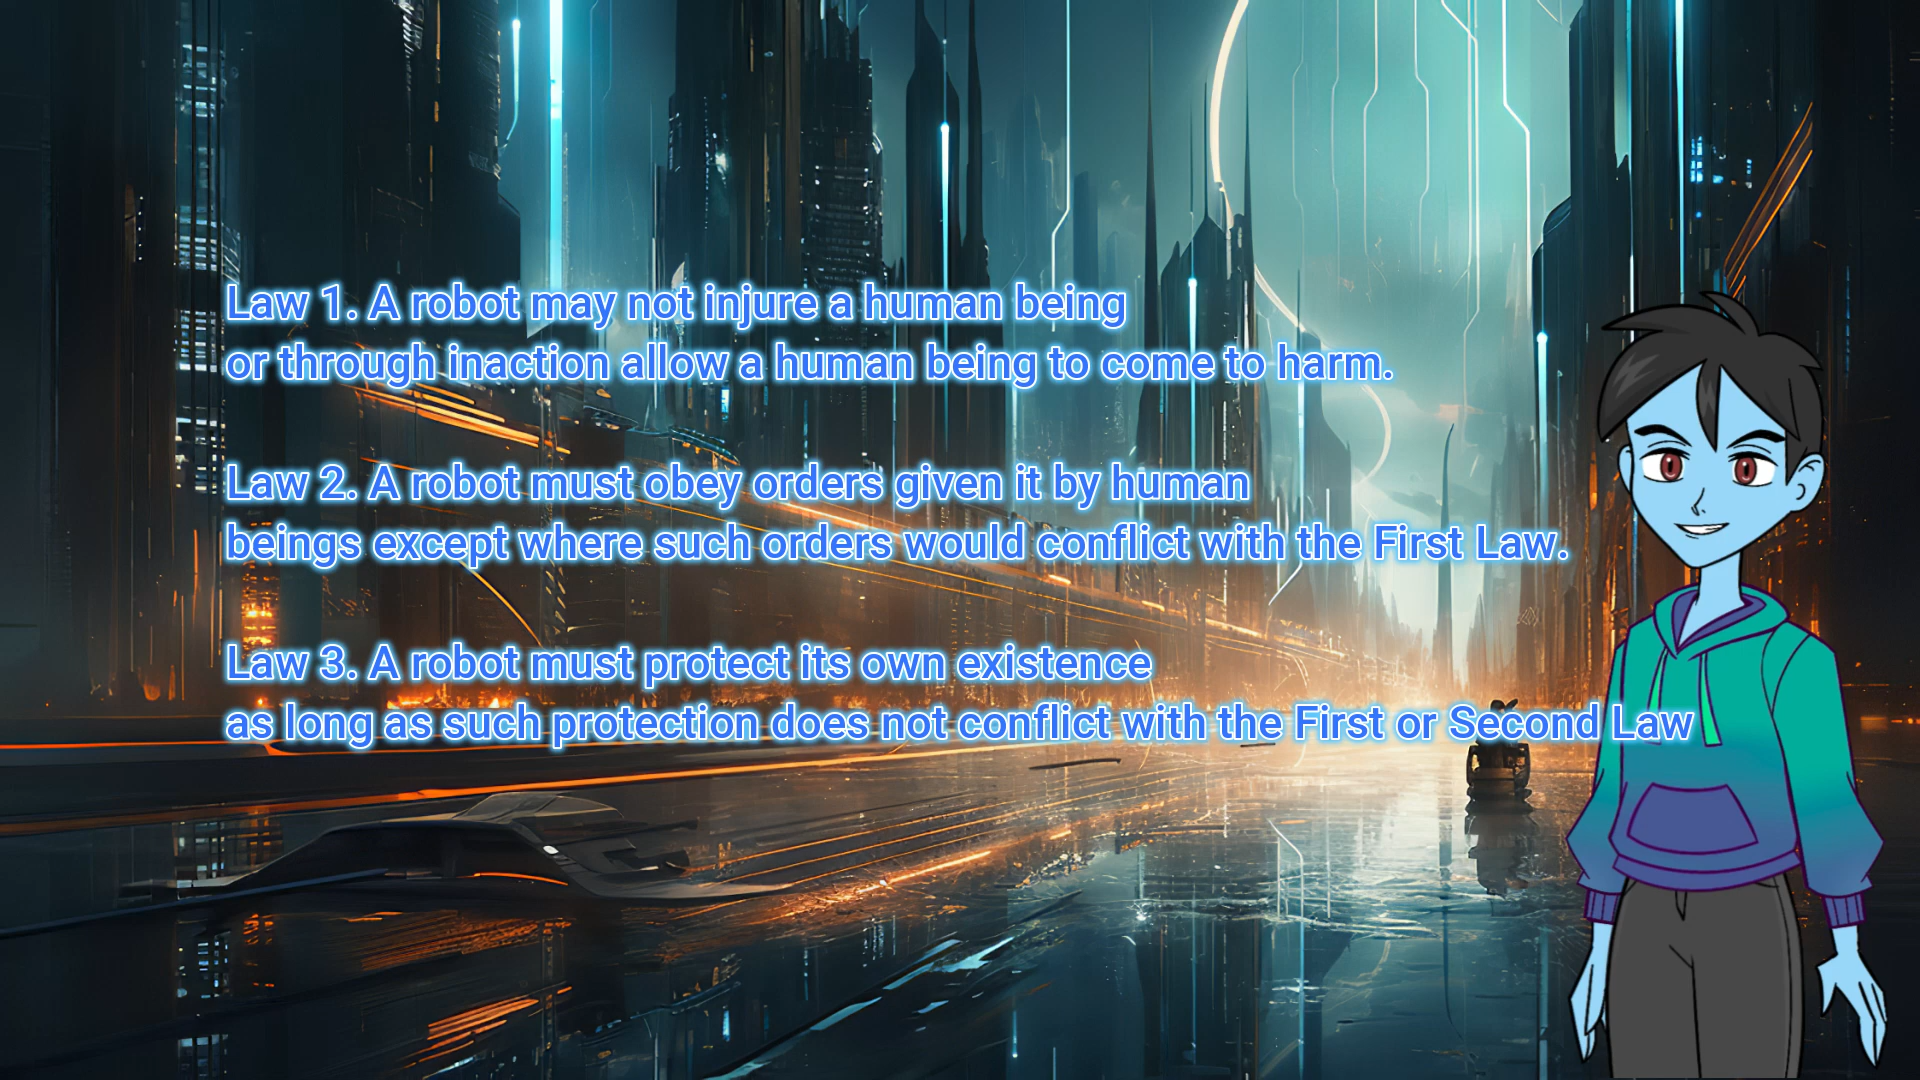 Law 1. A robot may not injure a human being
or through inaction allow a human being to come to harm.
Law 2. A robot must obey orders given it by human
beings except where such orders would conflict with the First Law.
Law 3. A robot must protect its own existence
as long as such protection does not conflict with the First or Second Law